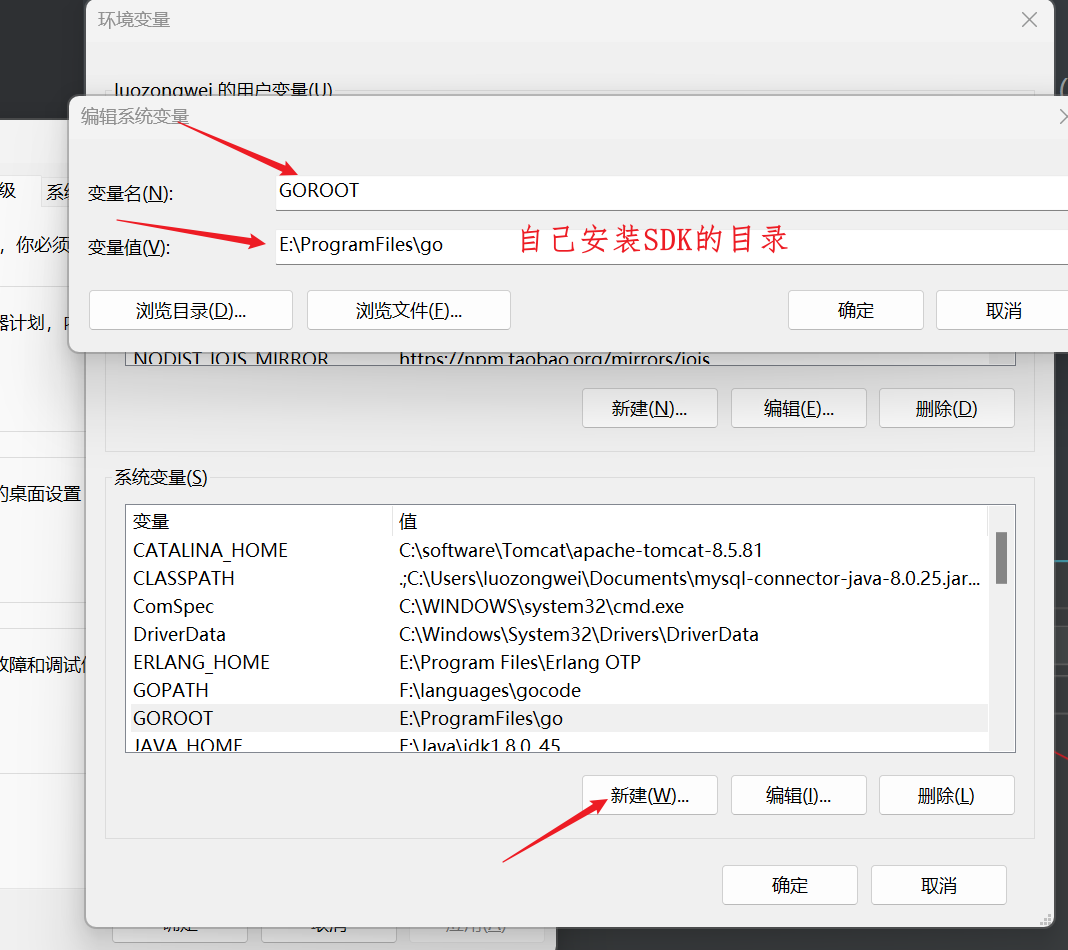 环境变量
luozongwei 的用户变量(U)
编辑系统变量
级
系统
变量名(N):
GOROOT
，你必须
变量值(V):
E:\ProgramFiles\go
自己安装SDK的目录
浏览目录(D)...
浏览文件(F)...
确定
取消
器计划，内
NODIST_IOJS_MIRROR
https://npm.taobao.org/mirrors/iojs
新建(N)...
编辑(E)...
删除(D)
系统变量(S)
的桌面设置
变量
值
CATALINA_HOME
C:\software\Tomcat\apache-tomcat-8.5.81
CLASSPATH
.;C:\Users\luozongwei\Documents\mysql-connector-java-8.0.25.jar...
ComSpec
C:\WINDOWS\system32\cmd.exe
DriverData
C:\Windows\System32\Drivers\DriverData
ERLANG_HOME
E:\Program Files\Erlang OTP
故障和调试信
GOPATH
F:\languages\gocode
GOROOT
E:\ProgramFiles\go
JAVA_HOME
E:\Java\jdk1.8.0_45
新建(W)...
编辑(I)...
删除(L)
确定
取消
确定
取消
应用(A)